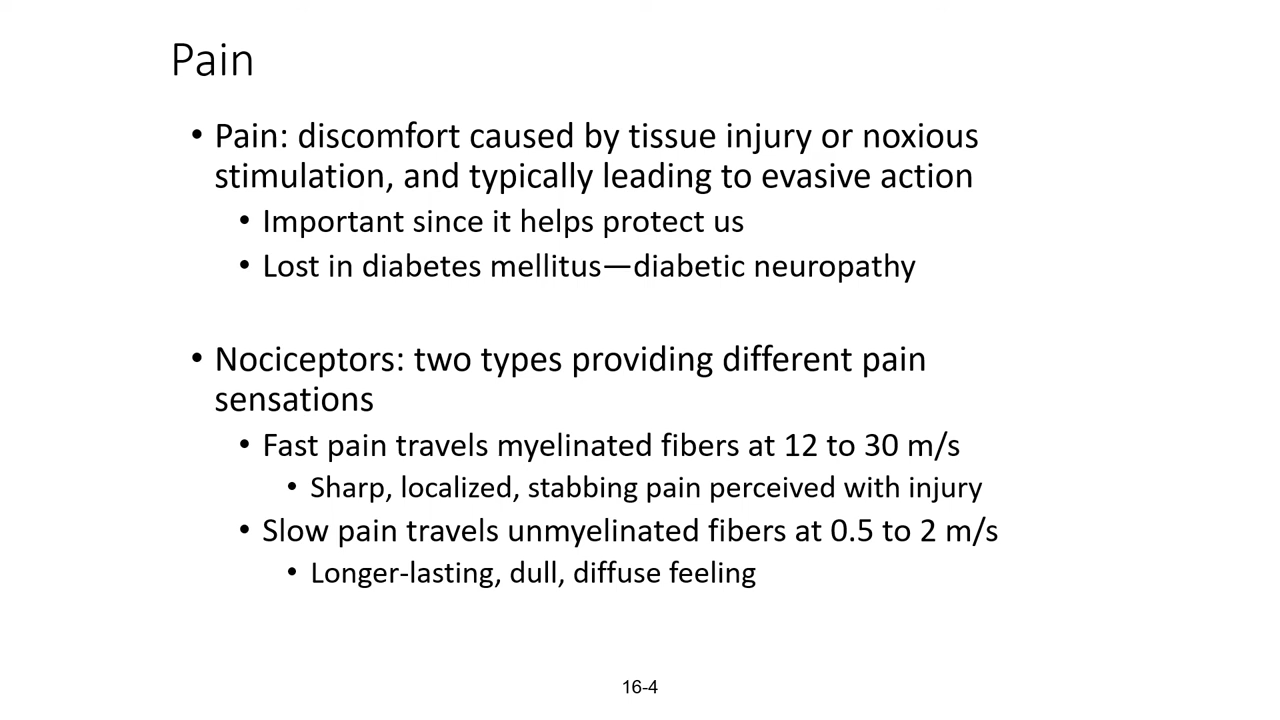 Pain
• Pain: discomfort caused by tissue injury or noxious
stimulation, and typically leading to evasive action
• Important since it helps protect us
• Lost in diabetes mellitus—diabetic neuropathy
• Nociceptors: two types providing different pain
sensations
• Fast pain travels myelinated fibers at 12 to 30 m/s
• Sharp, localized, stabbing pain perceived with injury
• Slow pain travels unmyelinated fibers at 0.5 to 2 m/s
• Longer-lasting, dull, diffuse feeling
16-4